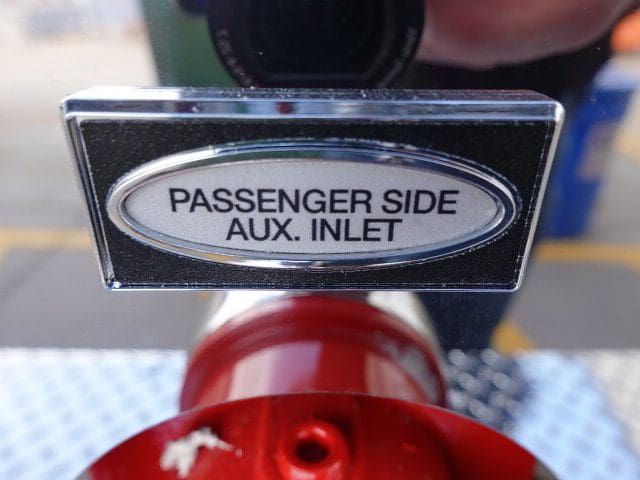 PASSENGER SIDE
AUX. INLET